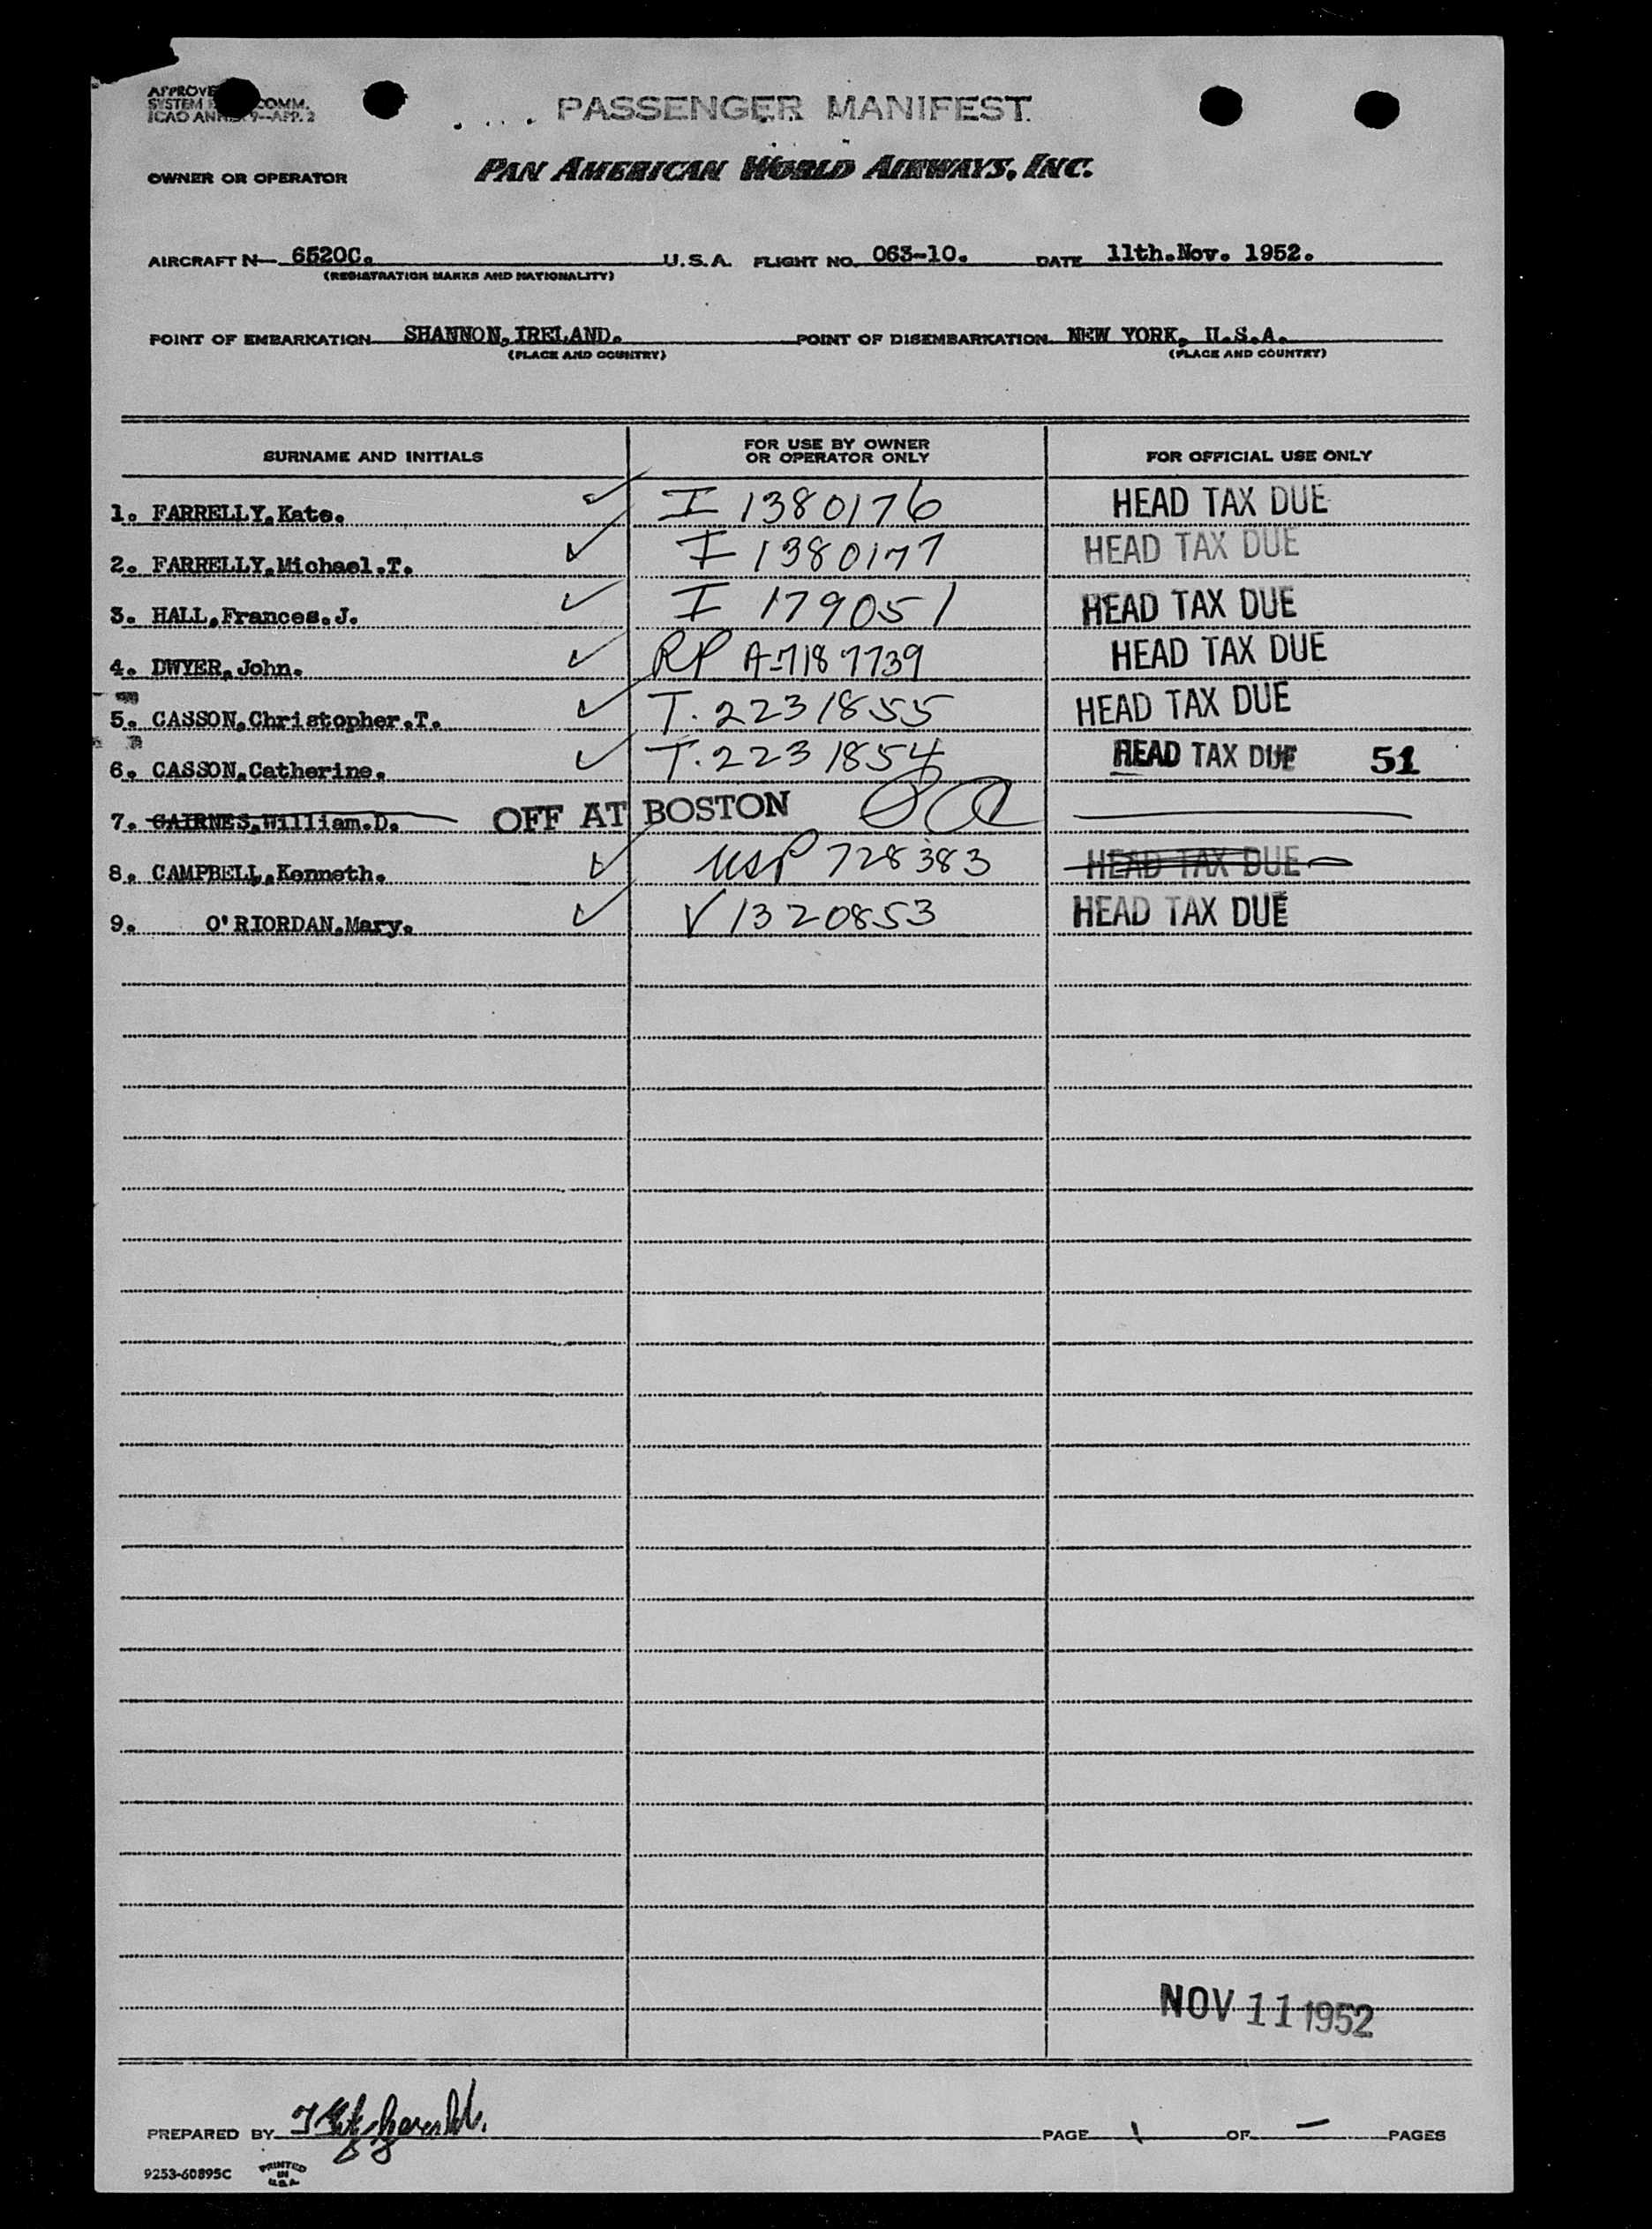 PASSENGER MANIFEST
OWNER OR OPERATOR PAN AMERICAN WORLD AIRWAYS, INC.
AIRCRAFT N— 6520C. U.S.A. FLIGHT NO. 063-10. DATE 11th.Nov. 1952.
(REGISTRATION MARKS AND NATIONALITY)
POINT OF EMBARKATION SHANNON, IRELAND. POINT OF DISEMBARKATION NEW YORK, U.S.A.
(PLACE AND COUNTRY) (PLACE AND COUNTRY)
SURNAME AND INITIALS FOR USE BY OWNER OR OPERATOR ONLY FOR OFFICIAL USE ONLY
1. FARRELLY, Kate. ✓ I 1380176 HEAD TAX DUE
2. FARRELLY, Michael.T. ✓ I 1380177 HEAD TAX DUE
3. HALL, Frances.J. ✓ I 179051 HEAD TAX DUE
4. DWYER, John. ✓ RP A-7187739 HEAD TAX DUE
5. CASSON, Christopher.T. ✓ T. 2231855 HEAD TAX DUE
6. CASSON, Catherine. ✓ T. 2231854 HEAD TAX DUE 51
7. CAIRNES, William.D. OFF AT BOSTON
8. CAMPBELL, Kenneth. ✓ USP 728383 HEAD TAX DUE
9. O'RIORDAN, Mary. ✓ V 1320853 HEAD TAX DUE
NOV 11 1952
PREPARED BY PAGE 1 OF — PAGES
9253-60895C PRINTED IN U.S.A.